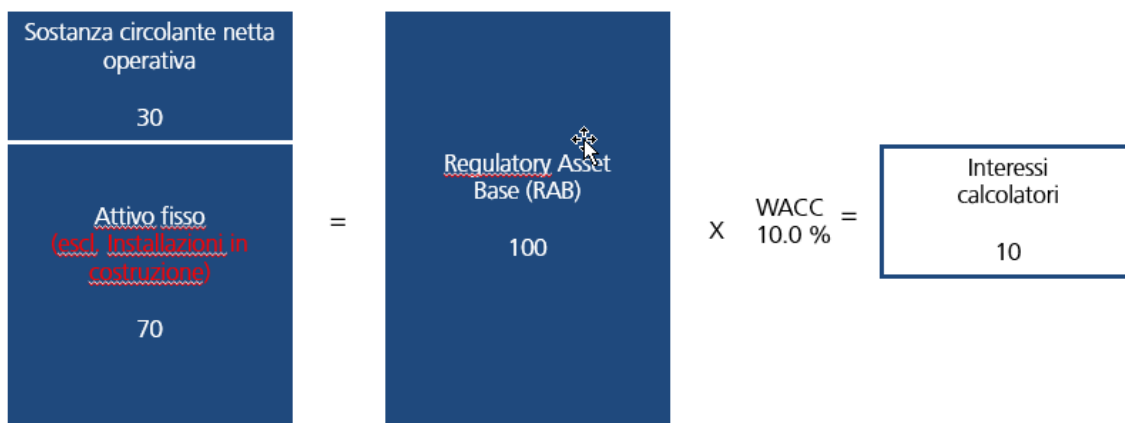 Sostanza circolante netta
operativa
30
Attivo fisso
(escl. Installazioni in
costruzione)
70
=
Regulatory Asset
Base (RAB)
100
X
WACC
10.0 %
=
Interessi
calcolatori
10